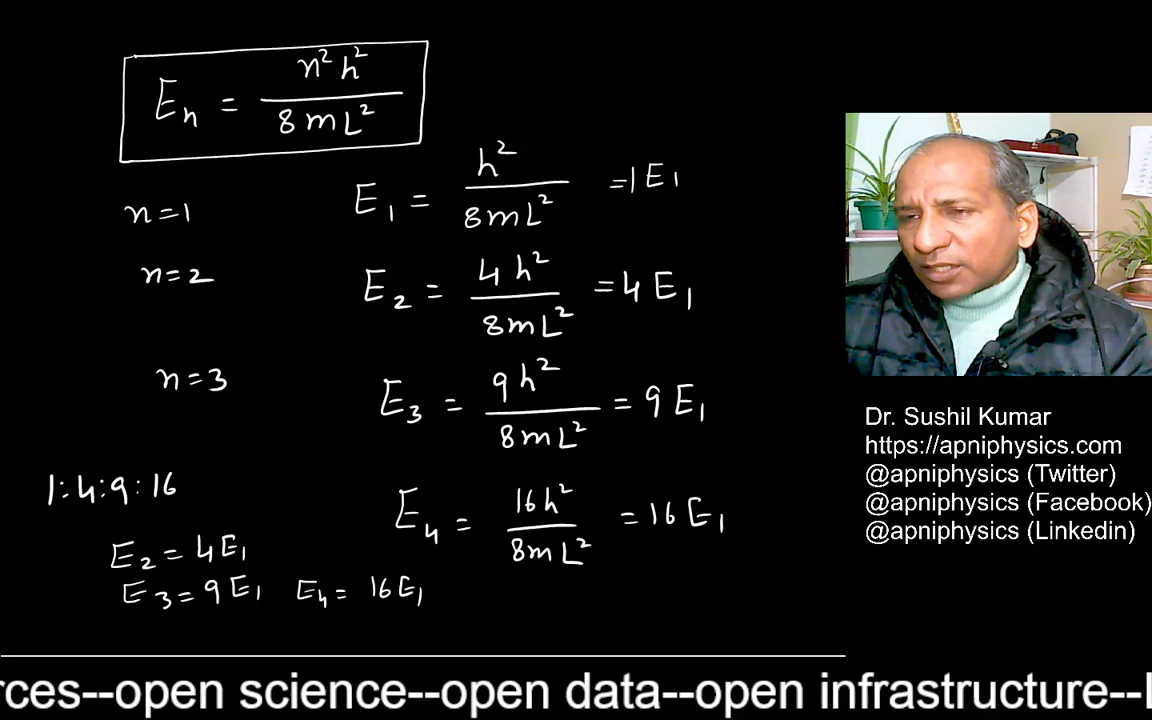 Eₙ = n²h² / 8mL²
n=1 E₁ = h² / 8mL² =1E₁
n=2 E₂ = 4h² / 8mL² =4E₁
n=3 E₃ = 9h² / 8mL² = 9E₁
1:4:9:16
E₄ = 16h² / 8mL² = 16E₁
E₂ = 4E₁
E₃ = 9E₁ E₄ = 16E₁
Dr. Sushil Kumar
https://apniphysics.com
@apniphysics (Twitter)
@apniphysics (Facebook)
@apniphysics (Linkedin)
rces--open science--open data--open infrastructure--